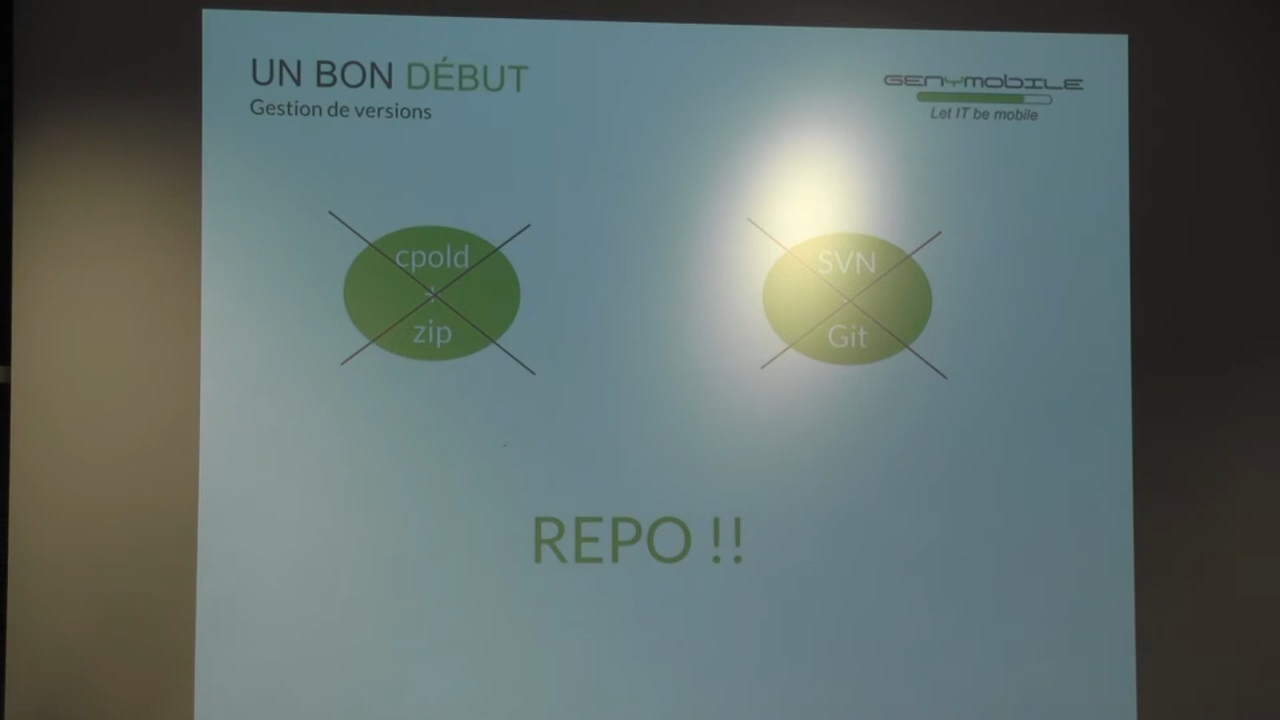 UN BON DÉBUT
Gestion de versions
GENYMOBILE
Let IT be mobile
cpold
+
zip
SVN
Git
REPO !!